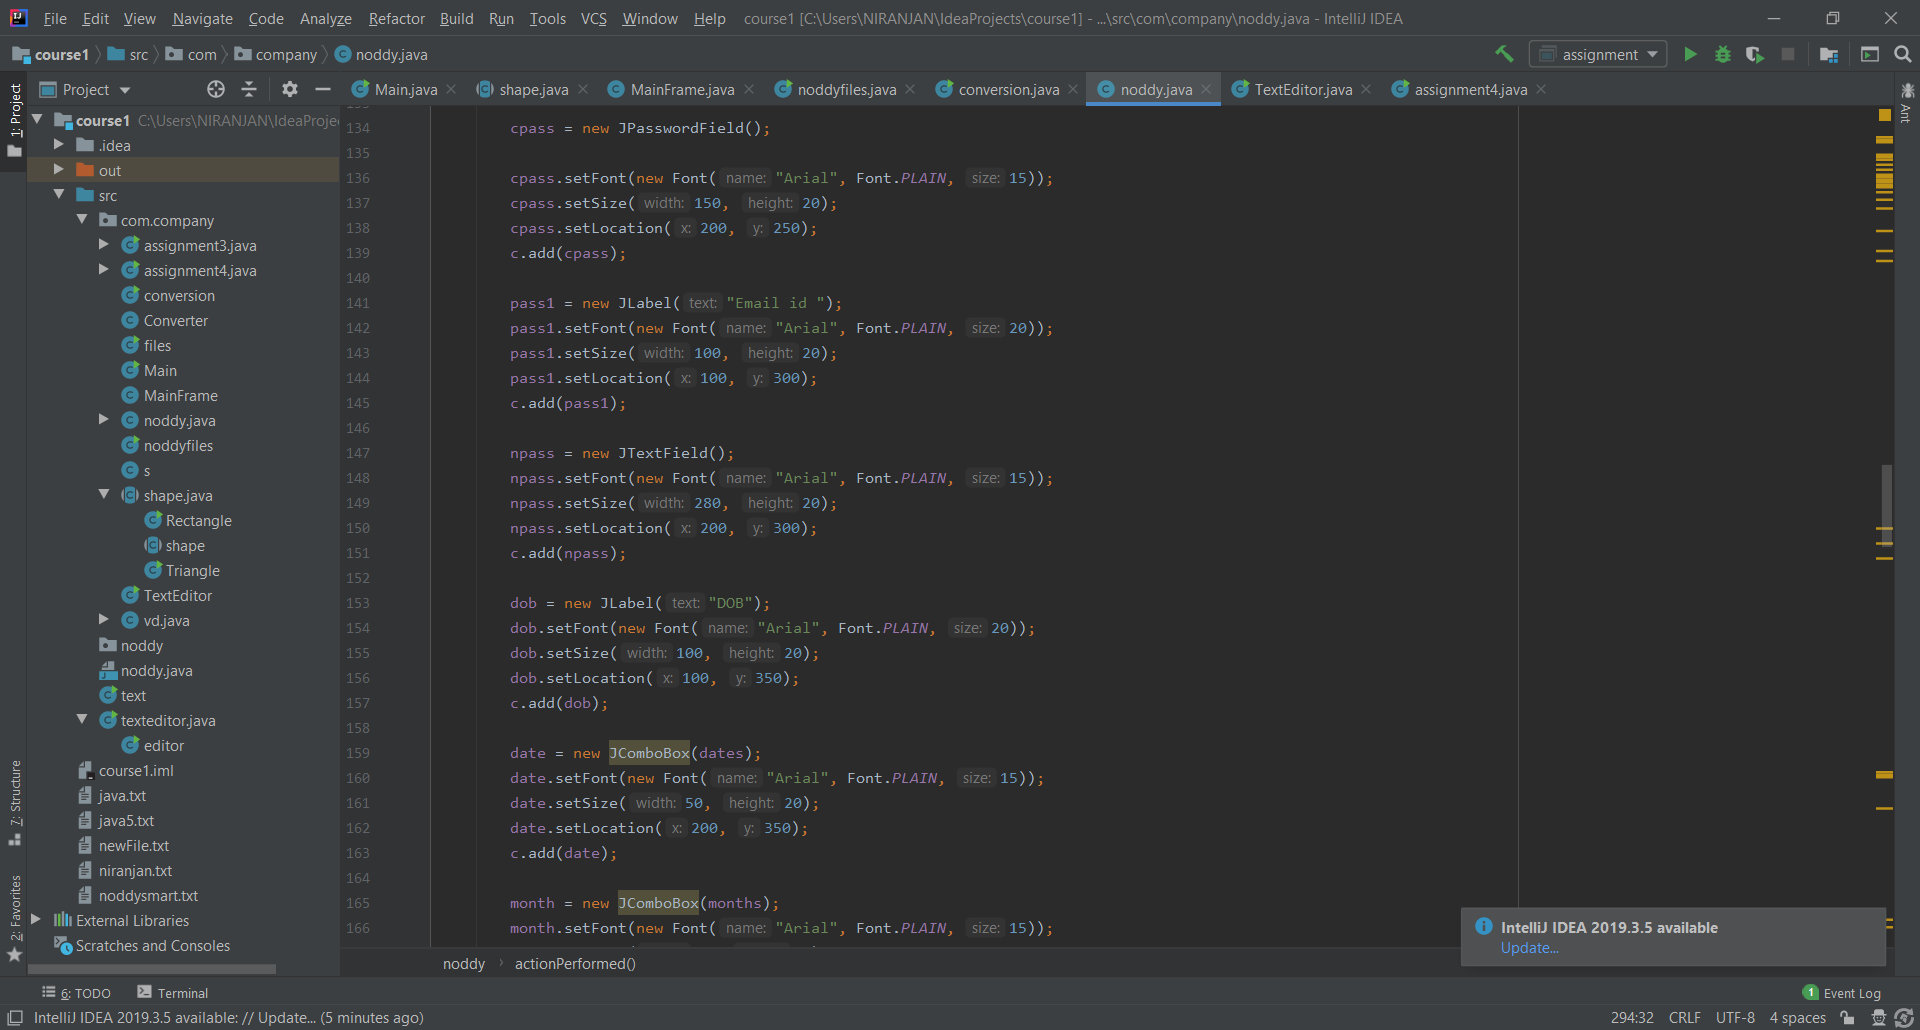 File Edit View Navigate Code Analyze Refactor Build Run Tools VCS Window Help course1 [C:\Users\NIRANJAN\IdeaProjects\course1] - ...\src\com\company\noddy.java - IntelliJ IDEA
course1 src com company noddy.java assignment
Project Main.java shape.java MainFrame.java noddyfiles.java conversion.java noddy.java TextEditor.java assignment4.java
1: Project
7: Structure
2: Favorites
Ant
course1 C:\Users\NIRANJAN\IdeaProje
.idea
out
src
com.company
assignment3.java
assignment4.java
conversion
Converter
files
Main
MainFrame
noddy.java
noddyfiles
s
shape.java
Rectangle
shape
Triangle
TextEditor
vd.java
noddy
noddy.java
text
texteditor.java
editor
course1.iml
java.txt
java5.txt
newFile.txt
niranjan.txt
noddysmart.txt
External Libraries
Scratches and Consoles
134 cpass = new JPasswordField();
135
136 cpass.setFont(new Font( name: "Arial", Font.PLAIN, size: 15));
137 cpass.setSize( width: 150, height: 20);
138 cpass.setLocation( x: 200, y: 250);
139 c.add(cpass);
140
141 pass1 = new JLabel( text: "Email id ");
142 pass1.setFont(new Font( name: "Arial", Font.PLAIN, size: 20));
143 pass1.setSize( width: 100, height: 20);
144 pass1.setLocation( x: 100, y: 300);
145 c.add(pass1);
146
147 npass = new JTextField();
148 npass.setFont(new Font( name: "Arial", Font.PLAIN, size: 15));
149 npass.setSize( width: 280, height: 20);
150 npass.setLocation( x: 200, y: 300);
151 c.add(npass);
152
153 dob = new JLabel( text: "DOB");
154 dob.setFont(new Font( name: "Arial", Font.PLAIN, size: 20));
155 dob.setSize( width: 100, height: 20);
156 dob.setLocation( x: 100, y: 350);
157 c.add(dob);
158
159 date = new JComboBox(dates);
160 date.setFont(new Font( name: "Arial", Font.PLAIN, size: 15));
161 date.setSize( width: 50, height: 20);
162 date.setLocation( x: 200, y: 350);
163 c.add(date);
164
165 month = new JComboBox(months);
166 month.setFont(new Font( name: "Arial", Font.PLAIN, size: 15));
IntelliJ IDEA 2019.3.5 available
Update...
noddy actionPerformed()
6: TODO Terminal 1 Event Log
IntelliJ IDEA 2019.3.5 available: // Update... (5 minutes ago) 294:32 CRLF UTF-8 4 spaces